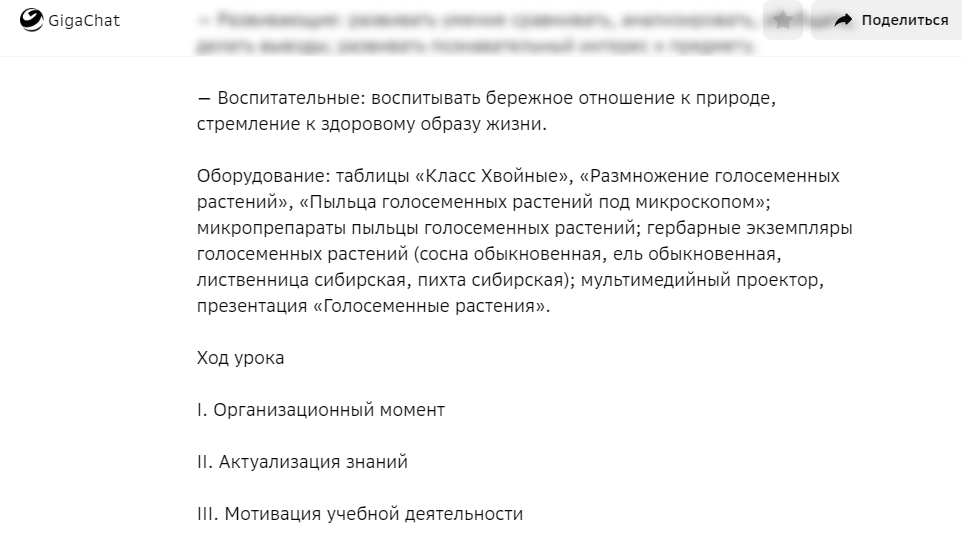 GigaChat
Поделиться
— Развивающие: развивать умение сравнивать, анализировать,
делать выводы; развивать познавательный интерес к предмету.
— Воспитательные: воспитывать бережное отношение к природе,
стремление к здоровому образу жизни.
Оборудование: таблицы «Класс Хвойные», «Размножение голосеменных
растений», «Пыльца голосеменных растений под микроскопом»;
микропрепараты пыльцы голосеменных растений; гербарные экземпляры
голосеменных растений (сосна обыкновенная, ель обыкновенная,
лиственница сибирская, пихта сибирская); мультимедийный проектор,
презентация «Голосеменные растения».
Ход урока
I. Организационный момент
II. Актуализация знаний
III. Мотивация учебной деятельности